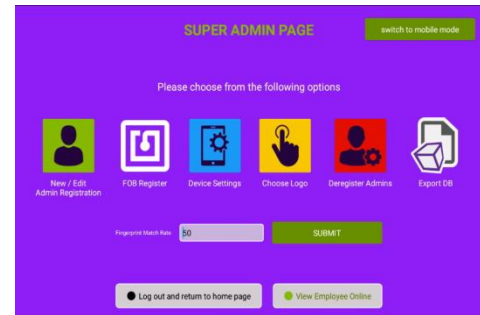 SUPER ADMIN PAGE
switch to mobile mode
Please choose from the following options
New / Edit
Admin Registration
FOB Register
Device Settings
Choose Logo
Deregister Admins
Export DB
Fingerprint Match Rate
50
SUBMIT
Log out and return to home page
View Employee Online